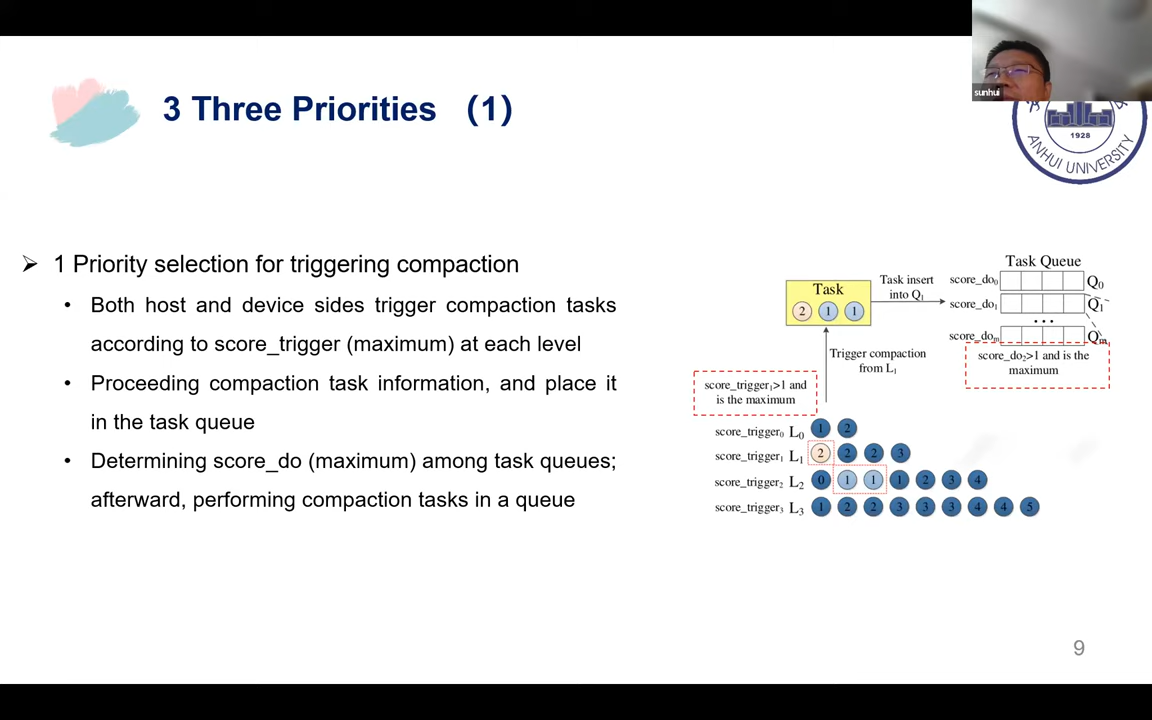 sunhui
3 Three Priorities （1）
1928
ANHUI UNIVERSITY
➢ 1 Priority selection for triggering compaction
• Both host and device sides trigger compaction tasks
according to score_trigger (maximum) at each level
• Proceeding compaction task information, and place it
in the task queue
• Determining score_do (maximum) among task queues;
afterward, performing compaction tasks in a queue
Task Queue
Task
2 1 1
Task insert
into Q1
score_do0 Q0
score_do1 Q1
...
score_dom Qm
score_do2>1 and is the
maximum
Trigger compaction
from L1
score_trigger1>1 and
is the maximum
score_trigger0 L0 1 2
score_trigger1 L1 2 2 2 3
score_trigger2 L2 0 1 1 1 2 3 4
score_trigger3 L3 1 2 2 3 3 3 4 4 5
9